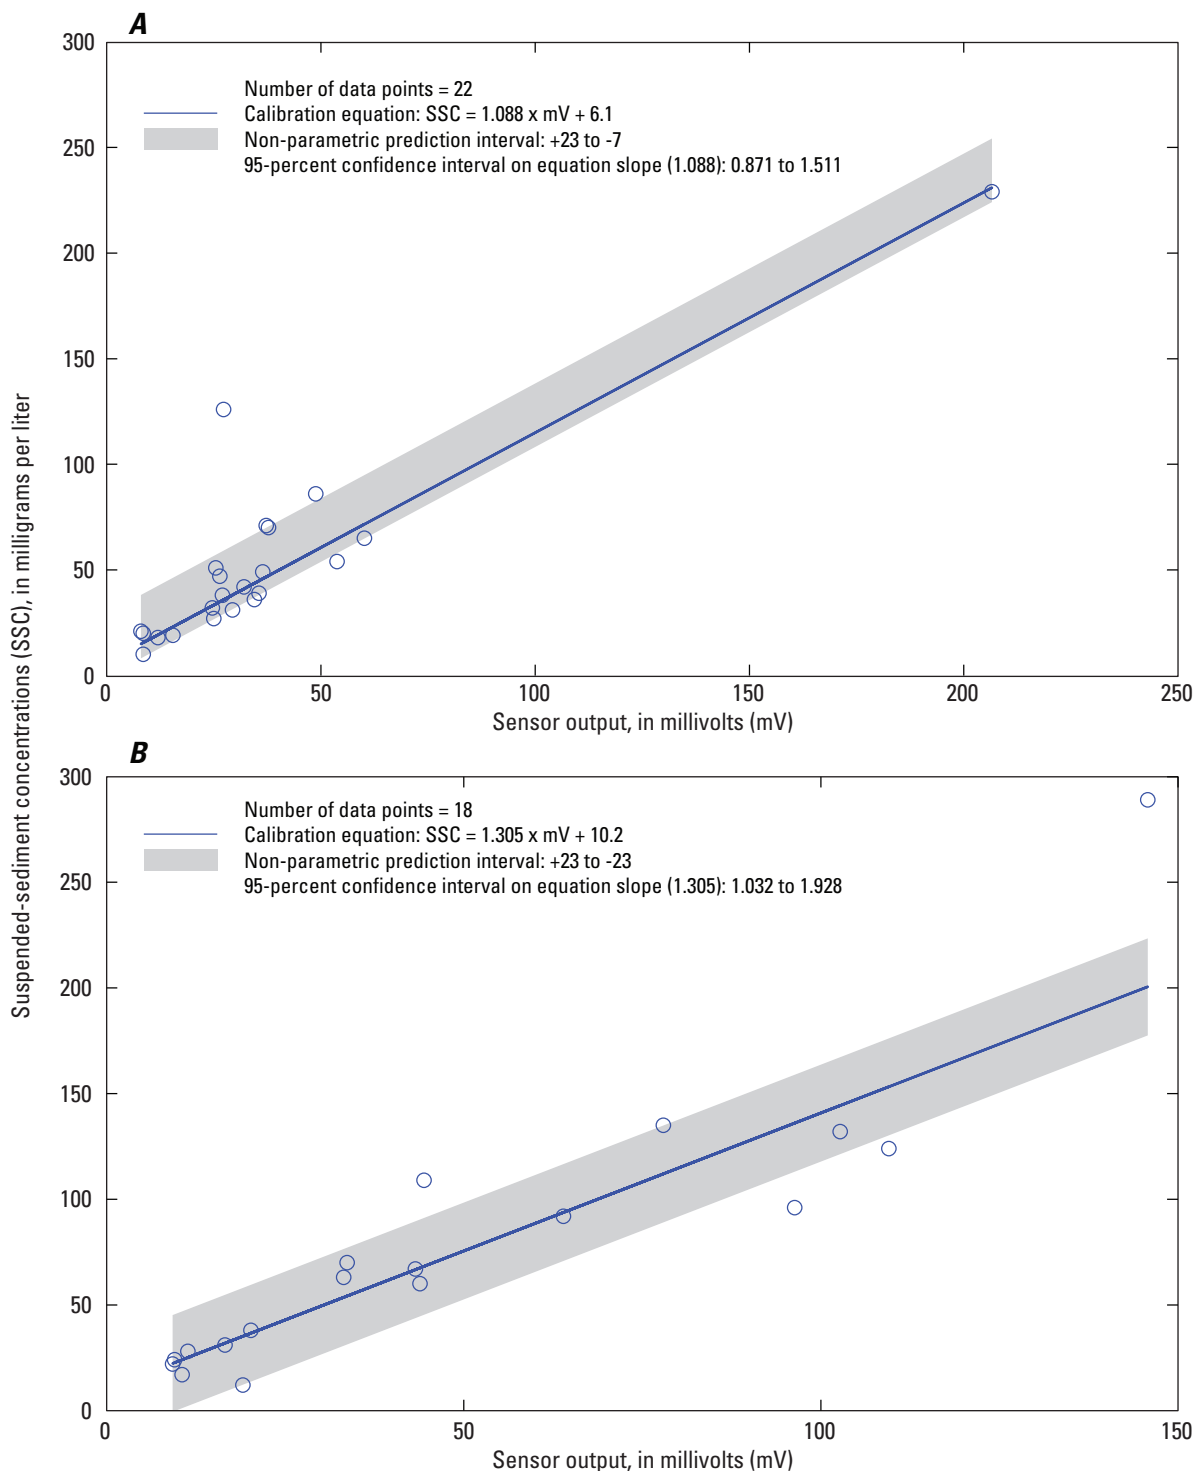 A
300
250
200
150
100
50
0
Number of data points = 22
Calibration equation: SSC = 1.088 x mV + 6.1
Non-parametric prediction interval: +23 to -7
95-percent confidence interval on equation slope (1.088): 0.871 to 1.511
0 50 100 150 200 250
Sensor output, in millivolts (mV)
Suspended-sediment concentrations (SSC), in milligrams per liter
B
300
250
200
150
100
50
0
Number of data points = 18
Calibration equation: SSC = 1.305 x mV + 10.2
Non-parametric prediction interval: +23 to -23
95-percent confidence interval on equation slope (1.305): 1.032 to 1.928
0 50 100 150
Sensor output, in millivolts (mV)